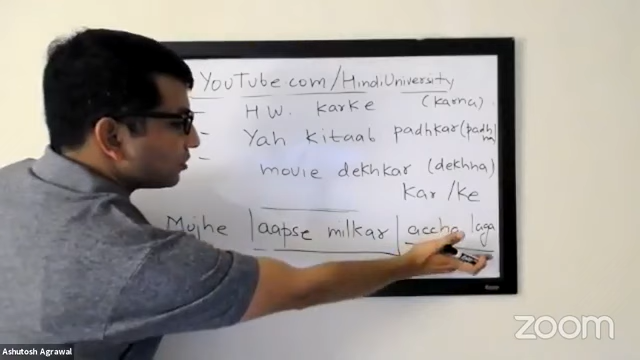 YouTube.com/HindiUniversity
- H.W. karke (karna).
- Yah kitaab padhkar (padhna)
- movie dekhkar (dekhna)
kar/ke
Mujhe | aapse milkar | accha laga
zoom
Ashutosh Agrawal